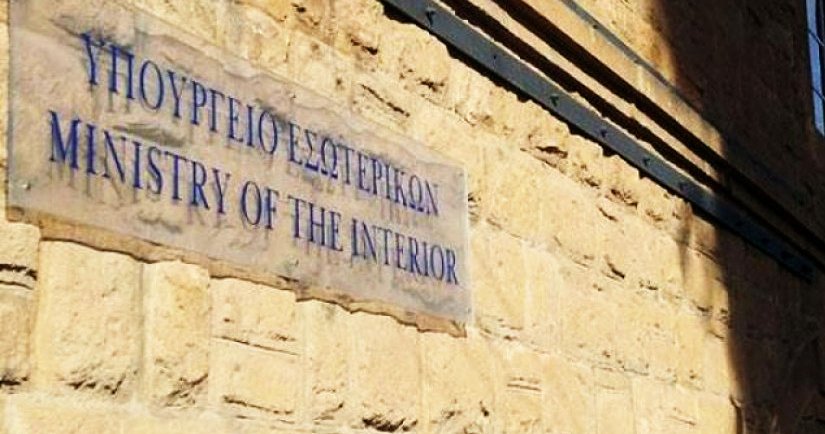 ΥΠΟΥΡΓΕΙΟ ΕΣΩΤΕΡΙΚΩΝ
MINISTRY OF THE INTERIOR